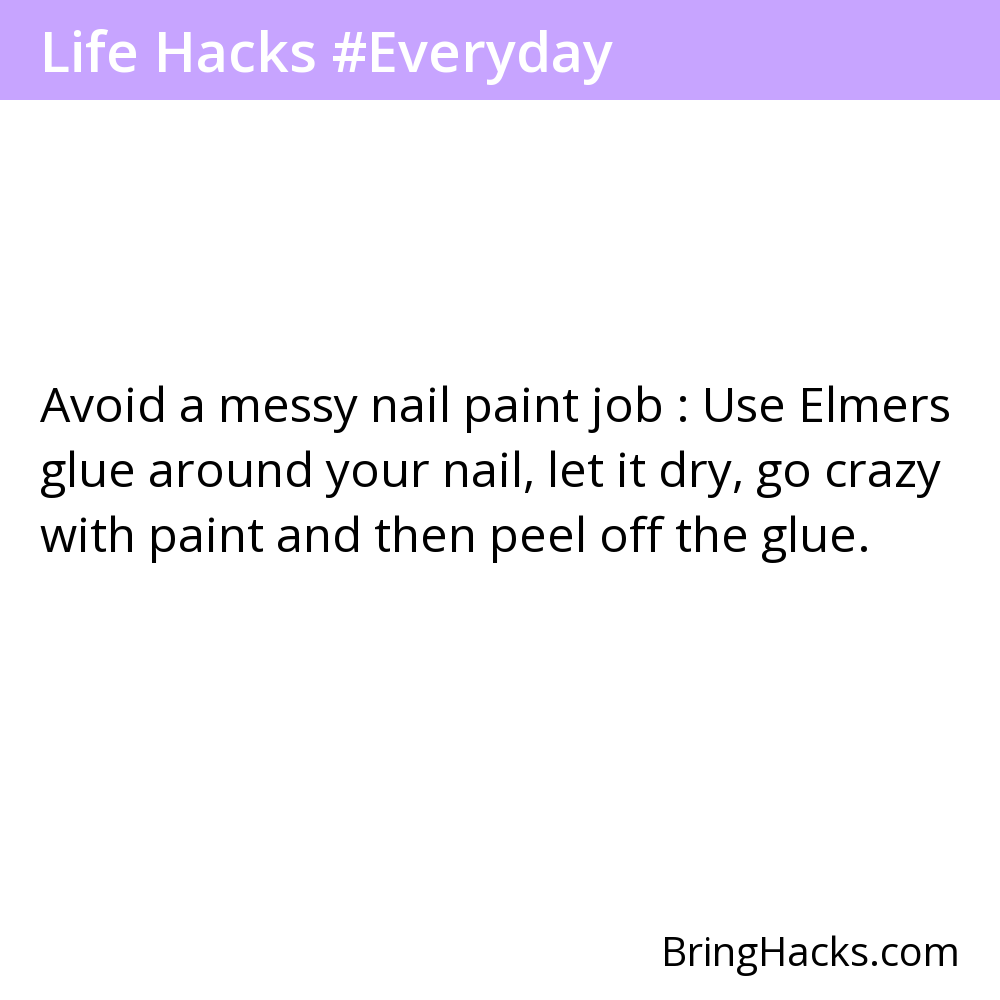 Life Hacks #Everyday
Avoid a messy nail paint job : Use Elmers
glue around your nail, let it dry, go crazy
with paint and then peel off the glue.
BringHacks.com